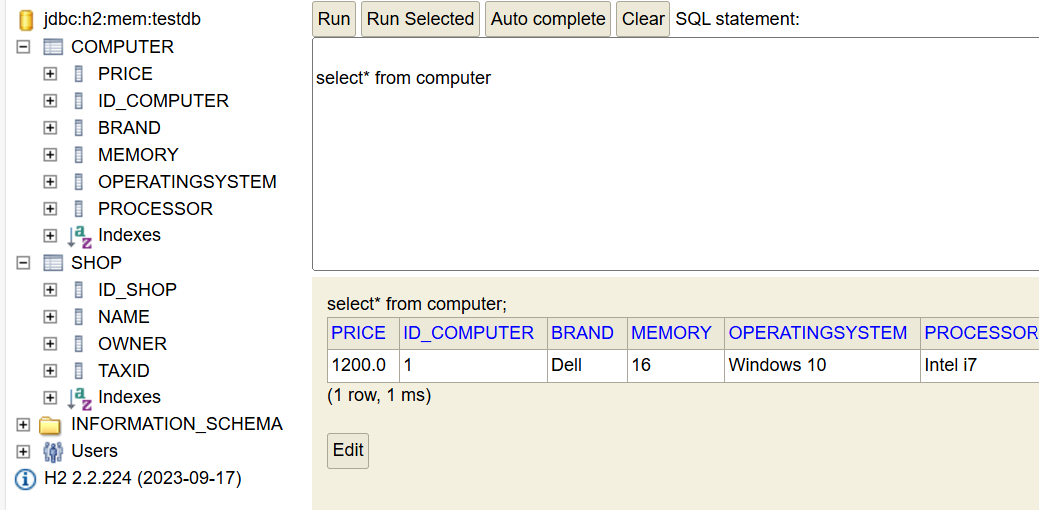 jdbc:h2:mem:testdb
COMPUTER
PRICE
ID_COMPUTER
BRAND
MEMORY
OPERATINGSYSTEM
PROCESSOR
Indexes
SHOP
ID_SHOP
NAME
OWNER
TAXID
Indexes
INFORMATION_SCHEMA
Users
H2 2.2.224 (2023-09-17)
Run Run Selected Auto complete Clear SQL statement:
select* from computer
select* from computer;
PRICE ID_COMPUTER BRAND MEMORY OPERATINGSYSTEM PROCESSOR
1200.0 1 Dell 16 Windows 10 Intel i7
(1 row, 1 ms)
Edit